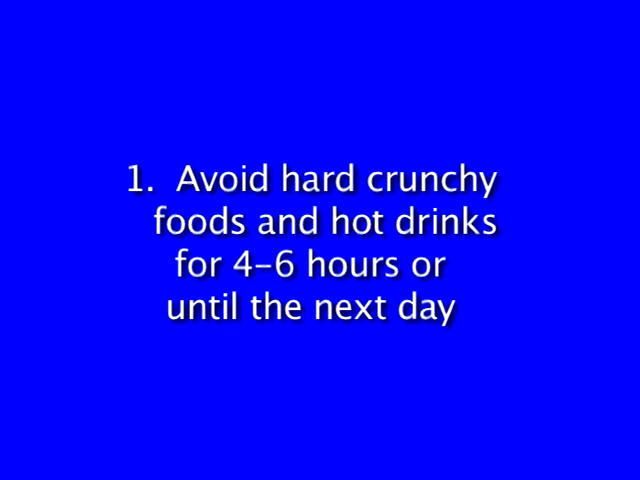 1. Avoid hard crunchy
foods and hot drinks
for 4-6 hours or
until the next day